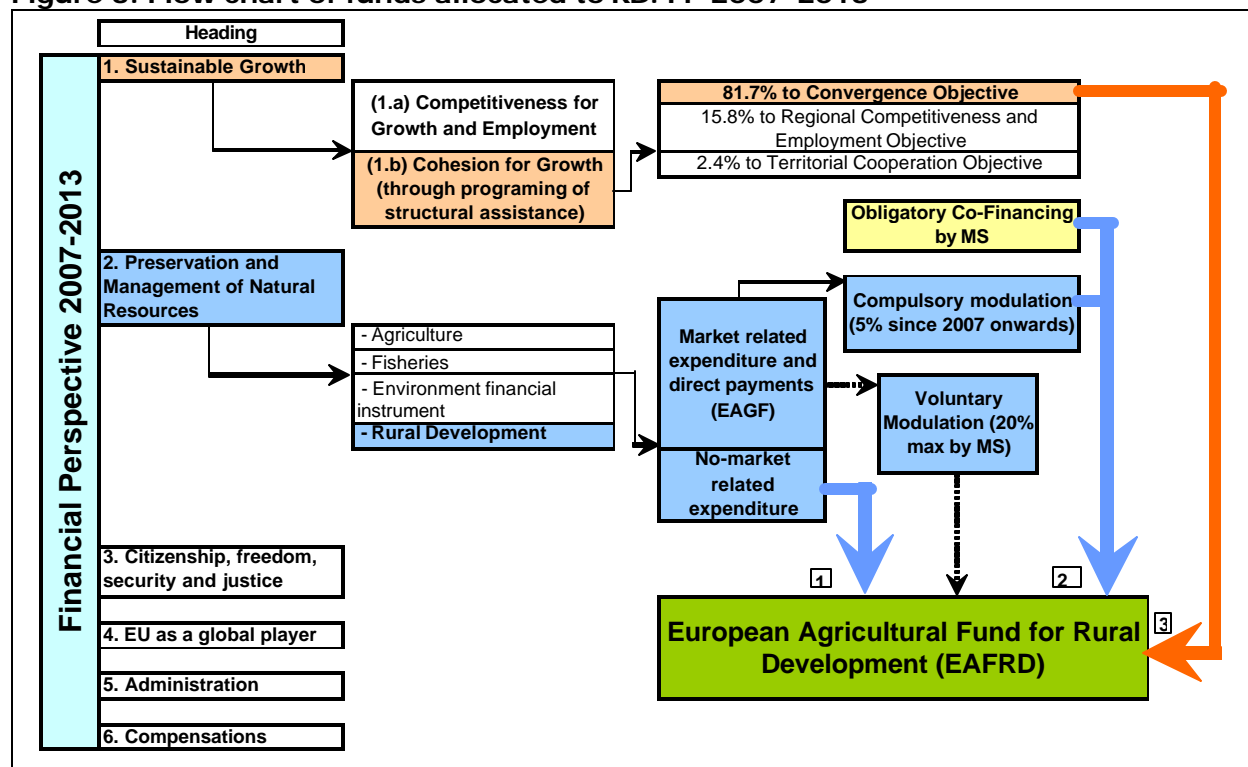 Heading
Financial Perspective 2007-2013
1. Sustainable Growth
(1.a) Competitiveness for
Growth and Employment
(1.b) Cohesion for Growth
(through programing of
structural assistance)
81.7% to Convergence Objective
15.8% to Regional Competitiveness and
Employment Objective
2.4% to Territorial Cooperation Objective
Obligatory Co-Financing
by MS
2. Preservation and
Management of Natural
Resources
- Agriculture
- Fisheries
- Environment financial
instrument
- Rural Development
Market related
expenditure and
direct payments
(EAGF)
No-market
related
expenditure
Compulsory modulation
(5% since 2007 onwards)
Voluntary
Modulation (20%
max by MS)
3. Citizenship, freedom,
security and justice
4. EU as a global player
5. Administration
6. Compensations
1
2
3
European Agricultural Fund for Rural
Development (EAFRD)